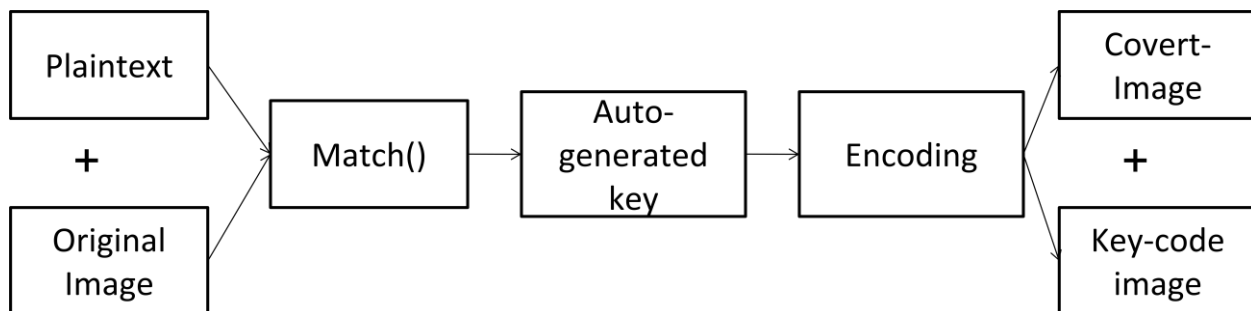 Plaintext
+
Original
Image
Match()
Auto-
generated
key
Encoding
Covert-
Image
+
Key-code
image